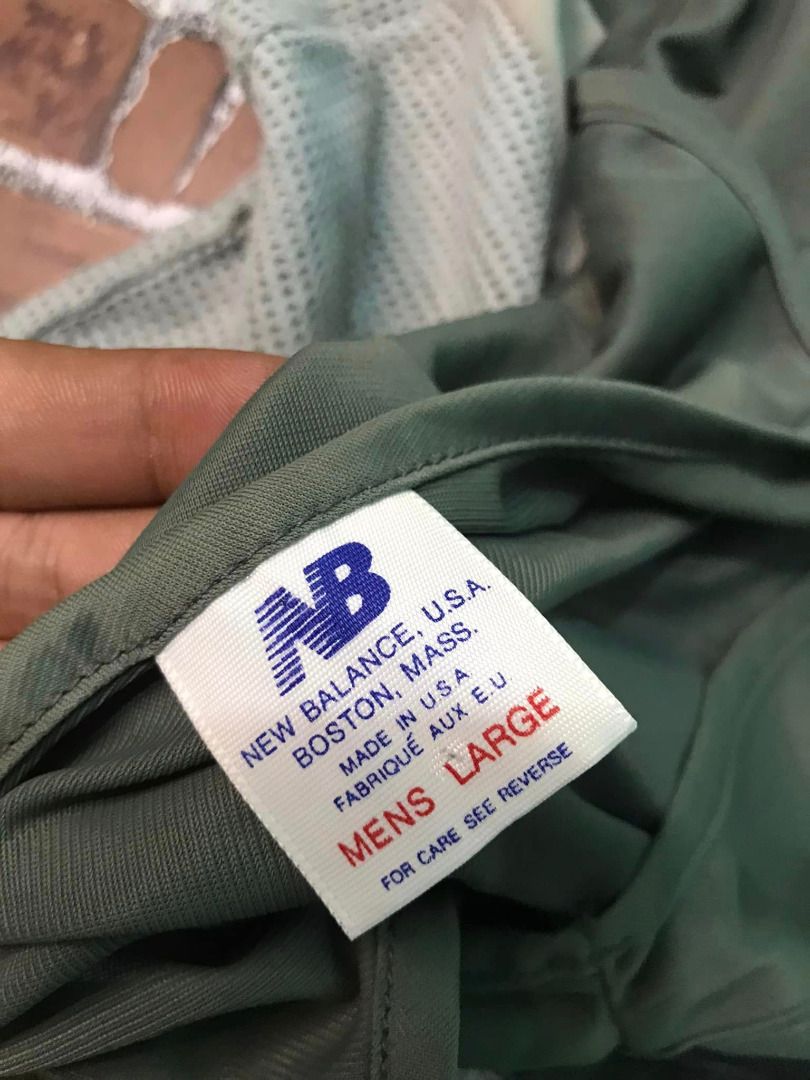 NB
NEW BALANCE, U.S.A.
BOSTON, MASS.
MADE IN U.S.A
FABRIQUÉ AUX E.U
MENS LARGE
FOR CARE SEE REVERSE